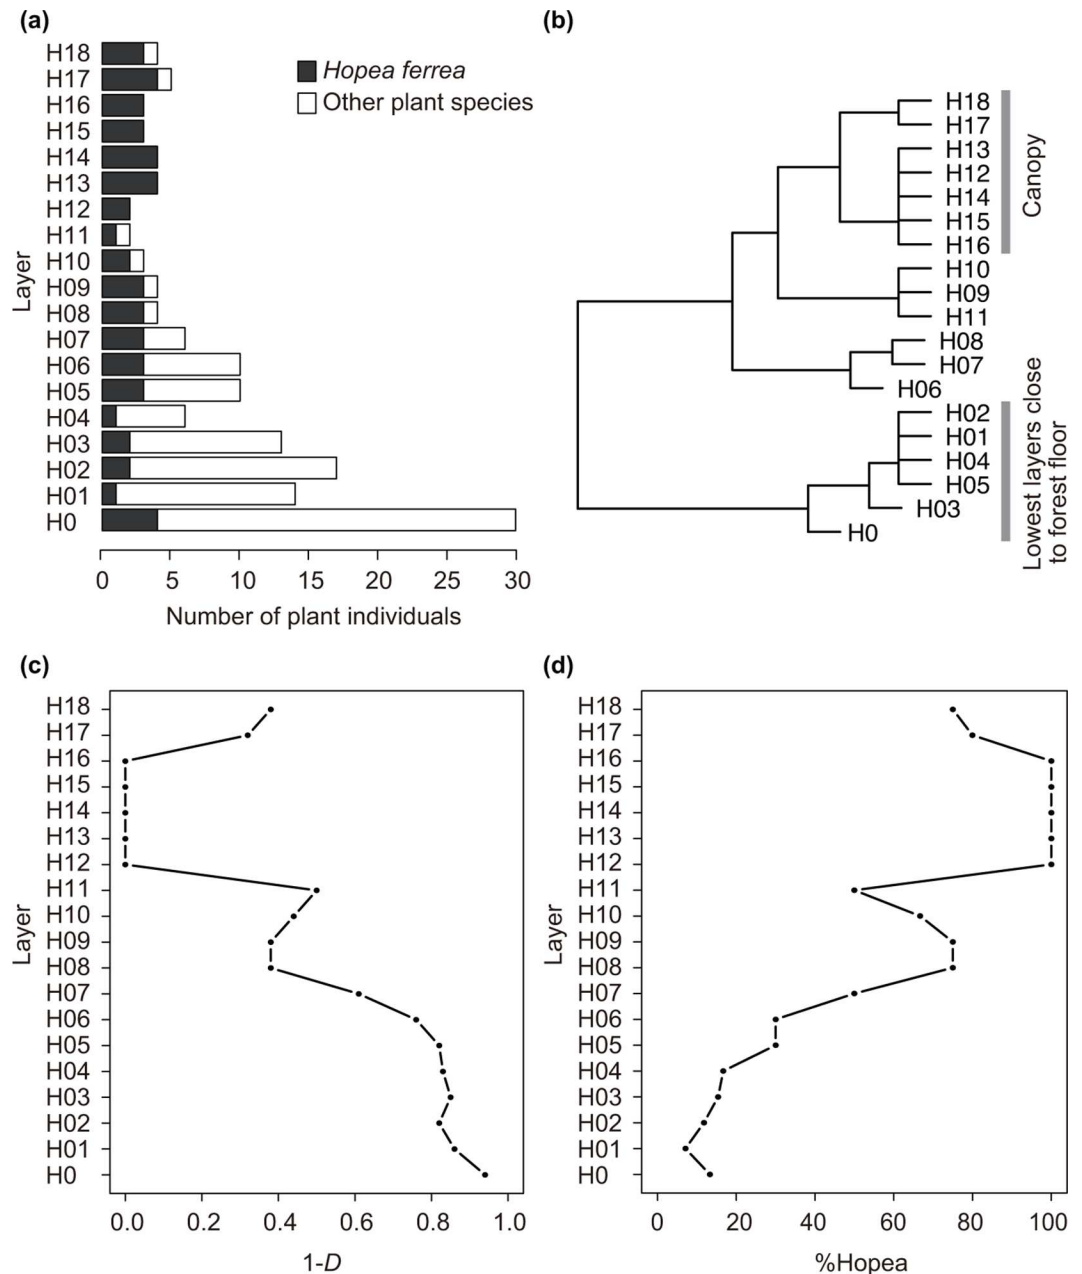 (a)
H18
H17
H16
H15
H14
H13
H12
H11
H10
H09
H08
H07
H06
H05
H04
H03
H02
H01
H0
Layer
Hopea ferrea
Other plant species
0 5 10 15 20 25 30
Number of plant individuals
(b)
H18
H17
H13
H12
H14
H15
H16
H10
H09
H11
H08
H07
H06
H02
H01
H04
H05
H03
H0
Canopy
Lowest layers close
to forest floor
(c)
H18
H17
H16
H15
H14
H13
H12
H11
H10
H09
H08
H07
H06
H05
H04
H03
H02
H01
H0
Layer
0.0 0.2 0.4 0.6 0.8 1.0
1-D
(d)
H18
H17
H16
H15
H14
H13
H12
H11
H10
H09
H08
H07
H06
H05
H04
H03
H02
H01
H0
Layer
0 20 40 60 80 100
%Hopea